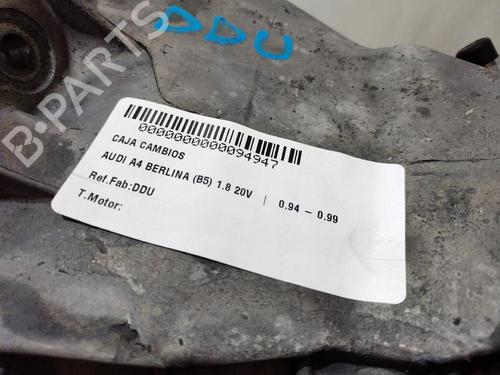 DDU
B-PARTS
0000000000094947
CAJA CAMBIOS
AUDI A4 BERLINA (B5) 1.8 20V | 0.94 – 0.99
Ref.Fab:DDU
T.Motor: